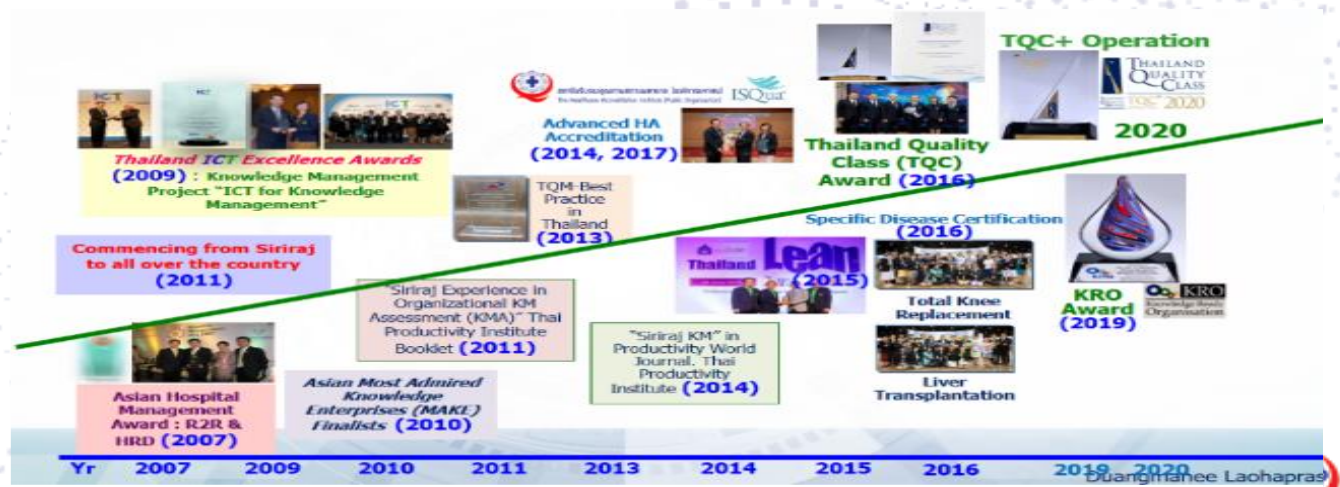 TQC+ Operation
THAILAND
QUALITY
CLASS
2020
2020
ISQua
Advanced HA
Accreditation
(2014, 2017)
Thailand Quality
Class (TQC)
Award (2016)
Thailand ICT Excellence Awards
(2009) : Knowledge Management
Project "ICT for Knowledge
Management"
TQM-Best
Practice
in
Thailand
(2013)
Commencing from Siriraj
to all over the country
(2011)
Specific Disease Certification
(2016)
Thailand Lean
(2015)
Total Knee
Replacement
Liver
Transplantation
KRO
Award
(2019)
KRO
Knowledge-Ready
Organisation
"Siriraj Experience in
Organizational KM
Assessment (KMA)" Thai
Productivity Institute
Booklet (2011)
"Siriraj KM" in
Productivity World
Journal. Thai
Productivity
Institute (2014)
Asian Hospital
Management
Award : R2R &
HRD (2007)
Asian Most Admired
Knowledge
Enterprises (MAKE)
Finalists (2010)
Yr 2007 2009 2010 2011 2013 2014 2015 2016 2019 2020
Duangmanee Laohapras